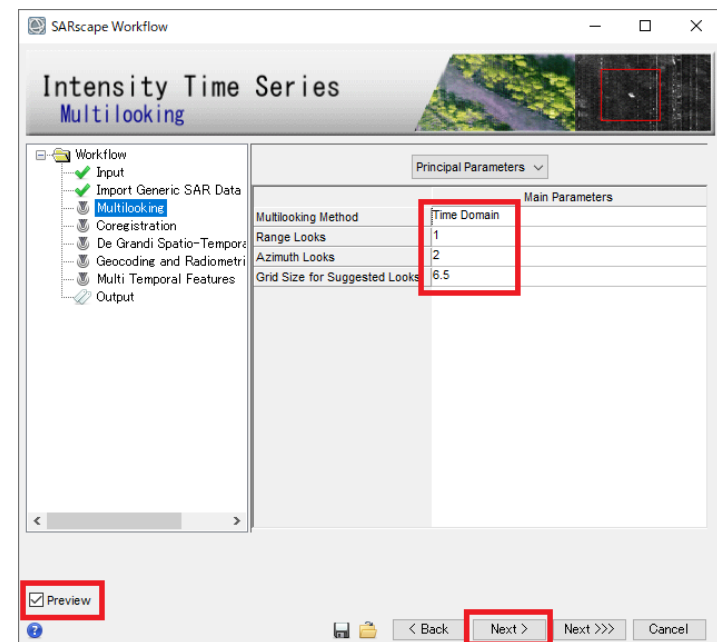 SARscape Workflow
Intensity Time Series
Multilooking
Workflow
Input
Import Generic SAR Data
Multilooking
Coregistration
De Grandi Spatio-Tempora
Geocoding and Radiometri
Multi Temporal Features
Output
Principal Parameters
Main Parameters
Multilooking Method Time Domain
Range Looks 1
Azimuth Looks 2
Grid Size for Suggested Looks 6.5
Preview
< Back Next > Next >>> Cancel